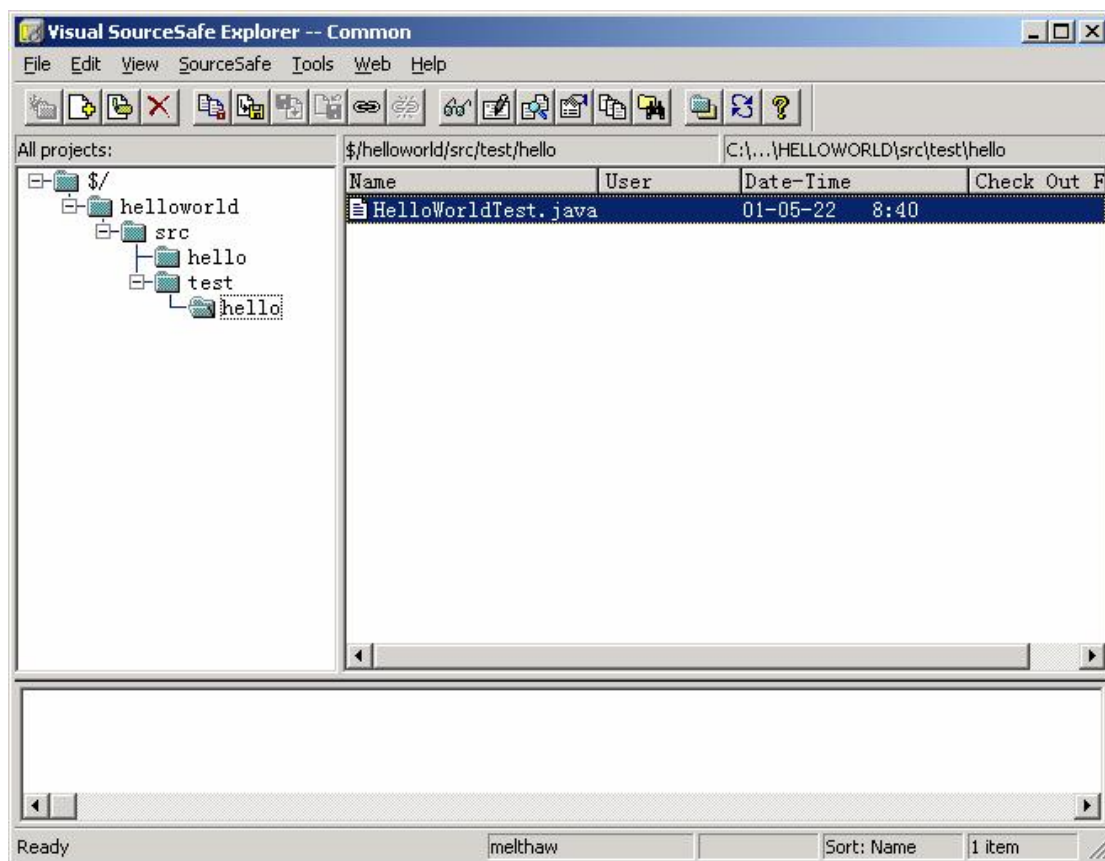 Visual SourceSafe Explorer -- Common
File Edit View SourceSafe Tools Web Help
All projects:
$/helloworld/src/test/hello
C:\...\HELLOWORLD\src\test\hello
$/
helloworld
src
hello
test
hello
Name User Date-Time Check Out F
HelloWorldTest.java 01-05-22 8:40
Ready melthaw Sort: Name 1 item